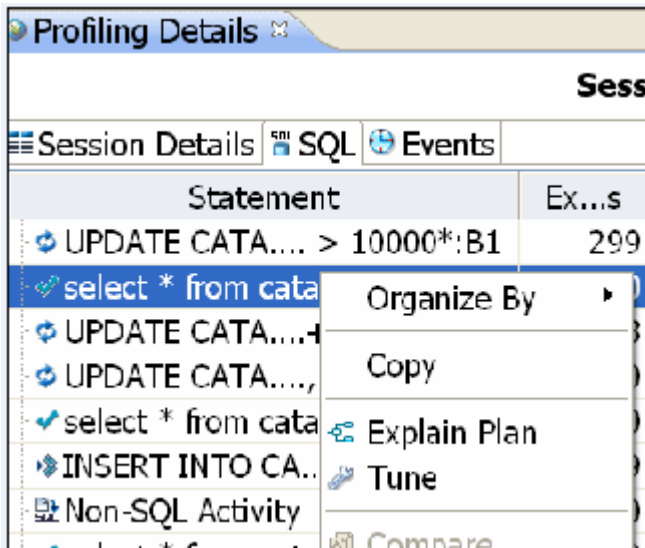 Profiling Details
Sess
Session Details SQL Events
Statement Ex...s
UPDATE CATA.... > 10000*:B1 299
select * from cata
Organize By
UPDATE CATA....+
UPDATE CATA....,
Copy
select * from cata
Explain Plan
INSERT INTO CA..
Tune
Non-SQL Activity
Compare